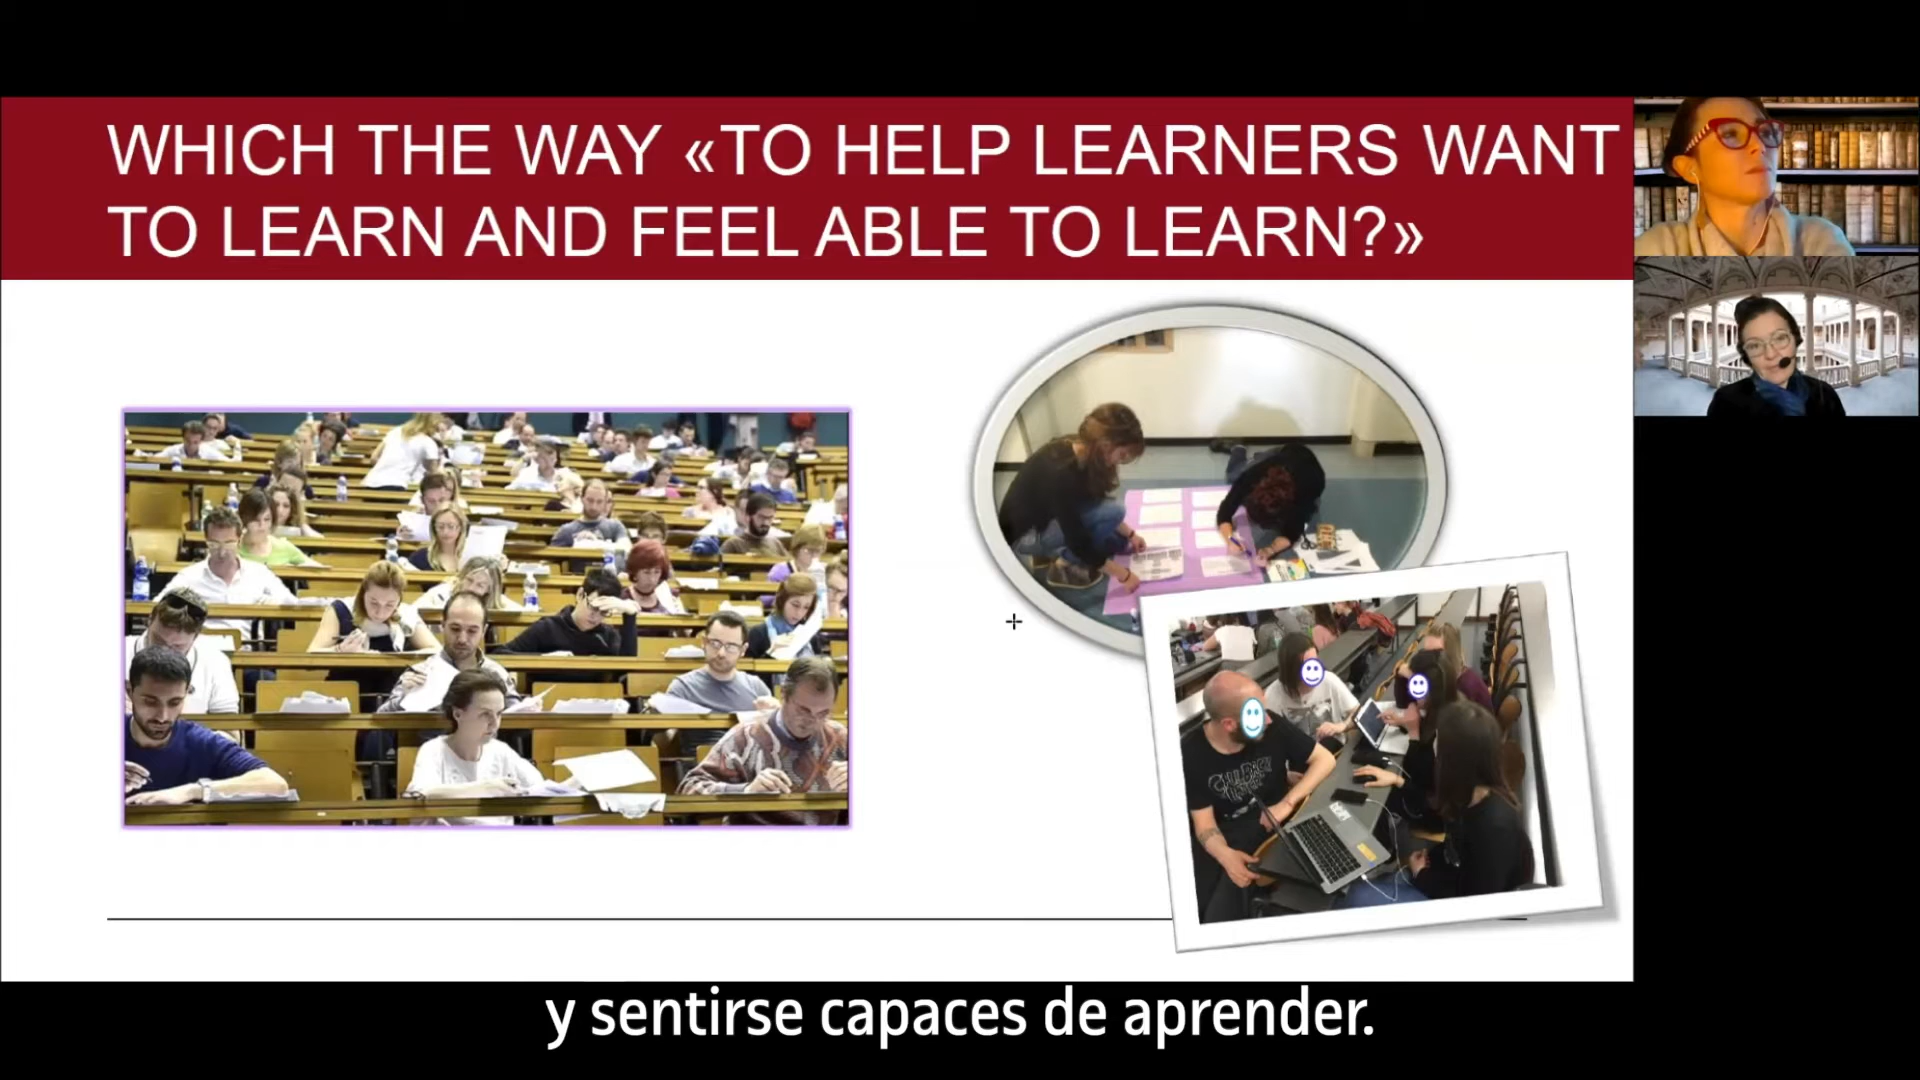 WHICH THE WAY «TO HELP LEARNERS WANT
TO LEARN AND FEEL ABLE TO LEARN?»
y sentirse capaces de aprender.